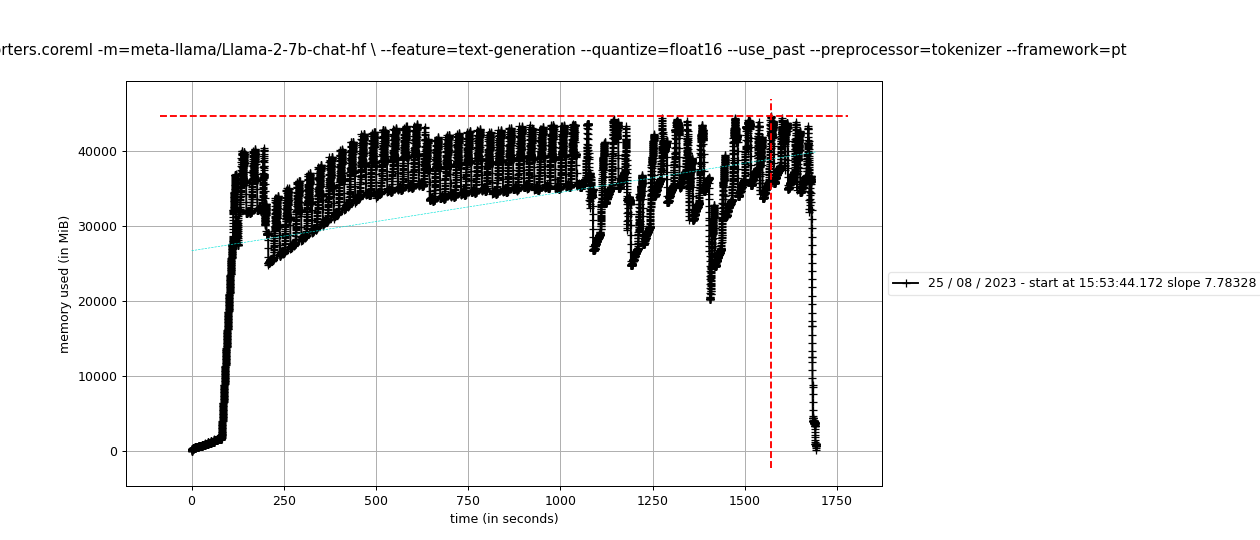 rters.coreml -m=meta-llama/Llama-2-7b-chat-hf \ --feature=text-generation --quantize=float16 --use_past --preprocessor=tokenizer --framework=pt
40000
30000
20000
10000
0
memory used (in MiB)
0 250 500 750 1000 1250 1500 1750
time (in seconds)
25 / 08 / 2023 - start at 15:53:44.172 slope 7.78328